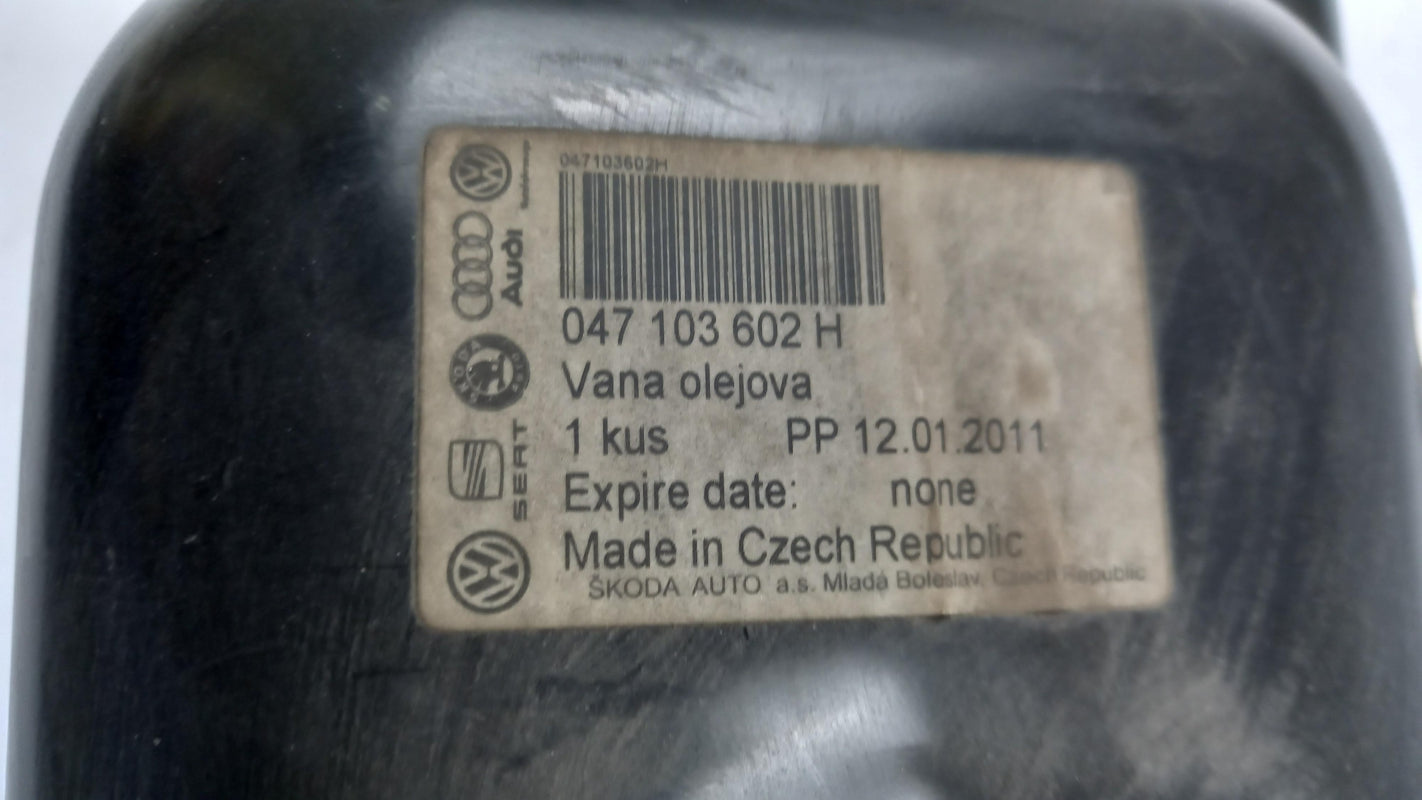 047103602H
047 103 602 H
Vana olejova
1 kus PP 12.01.2011
Expire date: none
Made in Czech Republic
ŠKODA AUTO a.s. Mladá Boleslav, Czech Republic
Audi
SEAT